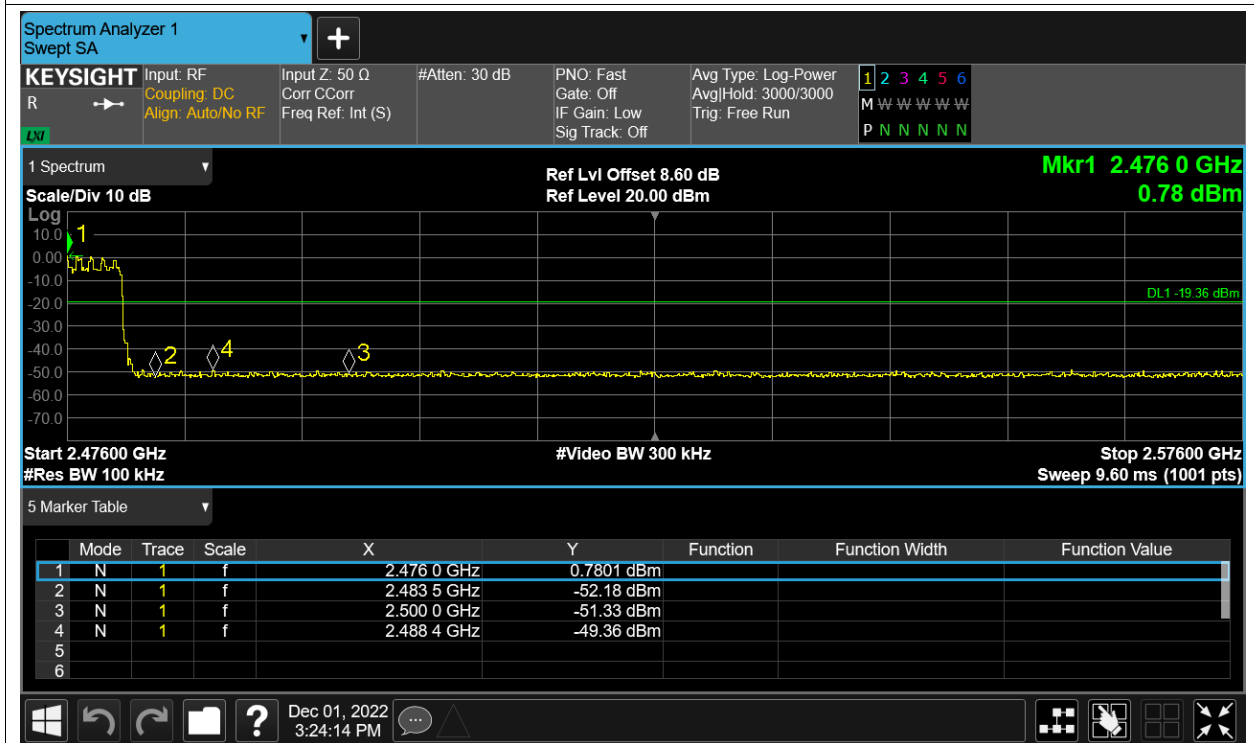 Spectrum Analyzer 1
Swept SA
KEYSIGHT
R
LXI
Input: RF
Coupling: DC
Align: Auto/No RF
Input Z: 50 Ω
Corr CCorr
Freq Ref: Int (S)
#Atten: 30 dB
PNO: Fast
Gate: Off
IF Gain: Low
Sig Track: Off
Avg Type: Log-Power
Avg|Hold: 3000/3000
Trig: Free Run
1 2 3 4 5 6
M W W W W W
P N N N N N
1 Spectrum
Scale/Div 10 dB
Ref Lvl Offset 8.60 dB
Ref Level 20.00 dBm
Mkr1 2.476 0 GHz
0.78 dBm
Log
10.0
0.00
-10.0
-20.0
-30.0
-40.0
-50.0
-60.0
-70.0
1
2
4
3
DL1 -19.36 dBm
Start 2.47600 GHz
#Res BW 100 kHz
#Video BW 300 kHz
Stop 2.57600 GHz
Sweep 9.60 ms (1001 pts)
5 Marker Table
Mode Trace Scale X Y Function Function Width Function Value
1 N 1 f 2.476 0 GHz 0.7801 dBm
2 N 1 f 2.483 5 GHz -52.18 dBm
3 N 1 f 2.500 0 GHz -51.33 dBm
4 N 1 f 2.488 4 GHz -49.36 dBm
5
6
?
Dec 01, 2022
3:24:14 PM